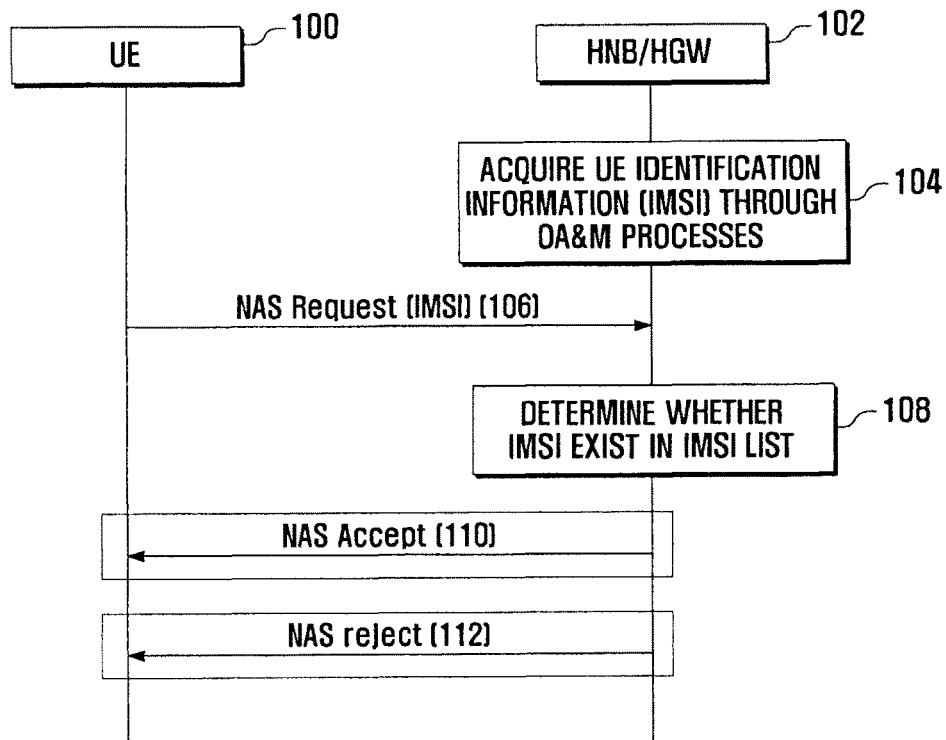 100
UE
102
HNB/HGW
ACQUIRE UE IDENTIFICATION
INFORMATION (IMSI) THROUGH
OA&M PROCESSES
104
NAS Request (IMSI) (106)
DETERMINE WHETHER
IMSI EXIST IN IMSI LIST
108
NAS Accept (110)
NAS reject (112)